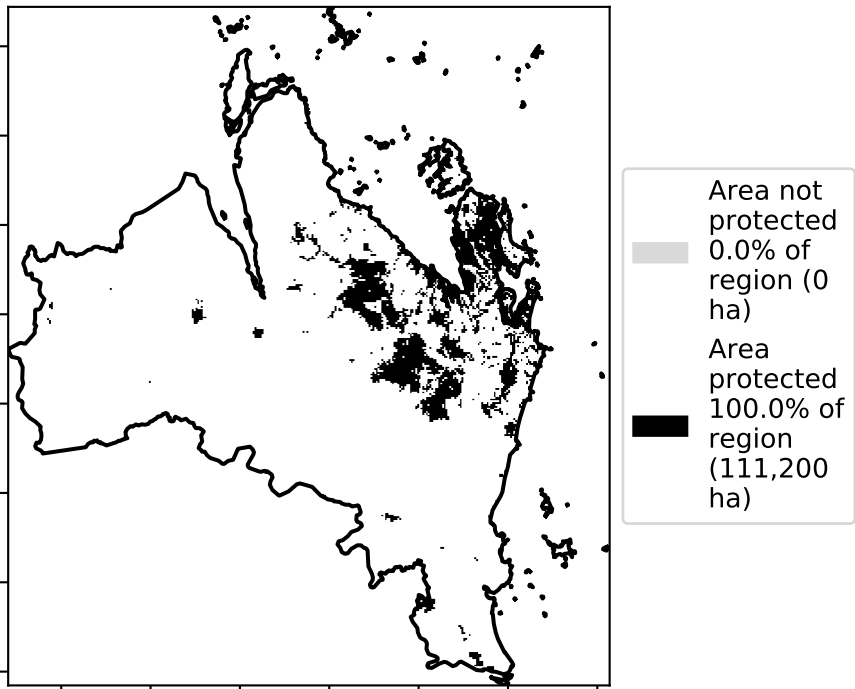 Area not
protected
0.0% of
region (0
ha)
Area
protected
100.0% of
region
(111,200
ha)